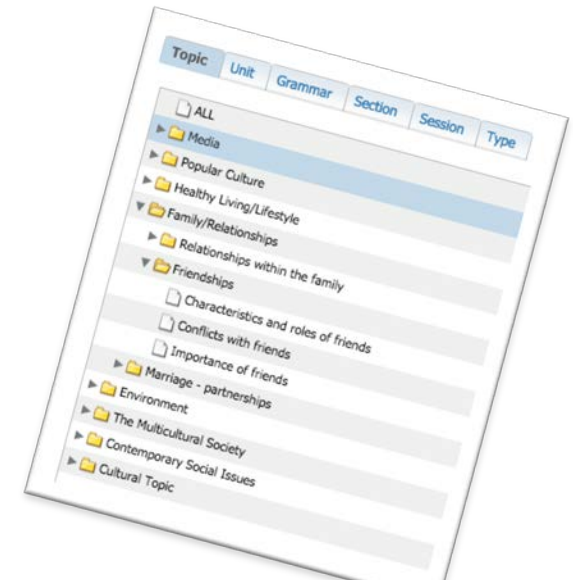 Topic Unit Grammar Section Session Type
ALL
Media
Popular Culture
Healthy Living/Lifestyle
Family/Relationships
Relationships within the family
Friendships
Characteristics and roles of friends
Conflicts with friends
Importance of friends
Marriage - partnerships
Environment
The Multicultural Society
Contemporary Social Issues
Cultural Topic